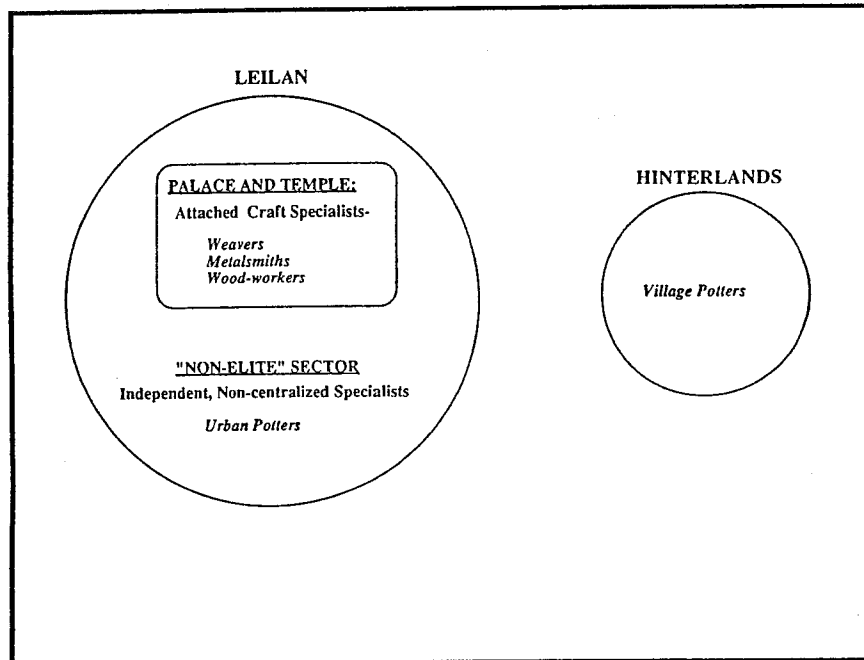 LEILAN
PALACE AND TEMPLE:
Attached Craft Specialists-
Weavers
Metalsmiths
Wood-workers
"NON-ELITE" SECTOR
Independent, Non-centralized Specialists
Urban Potters
HINTERLANDS
Village Potters